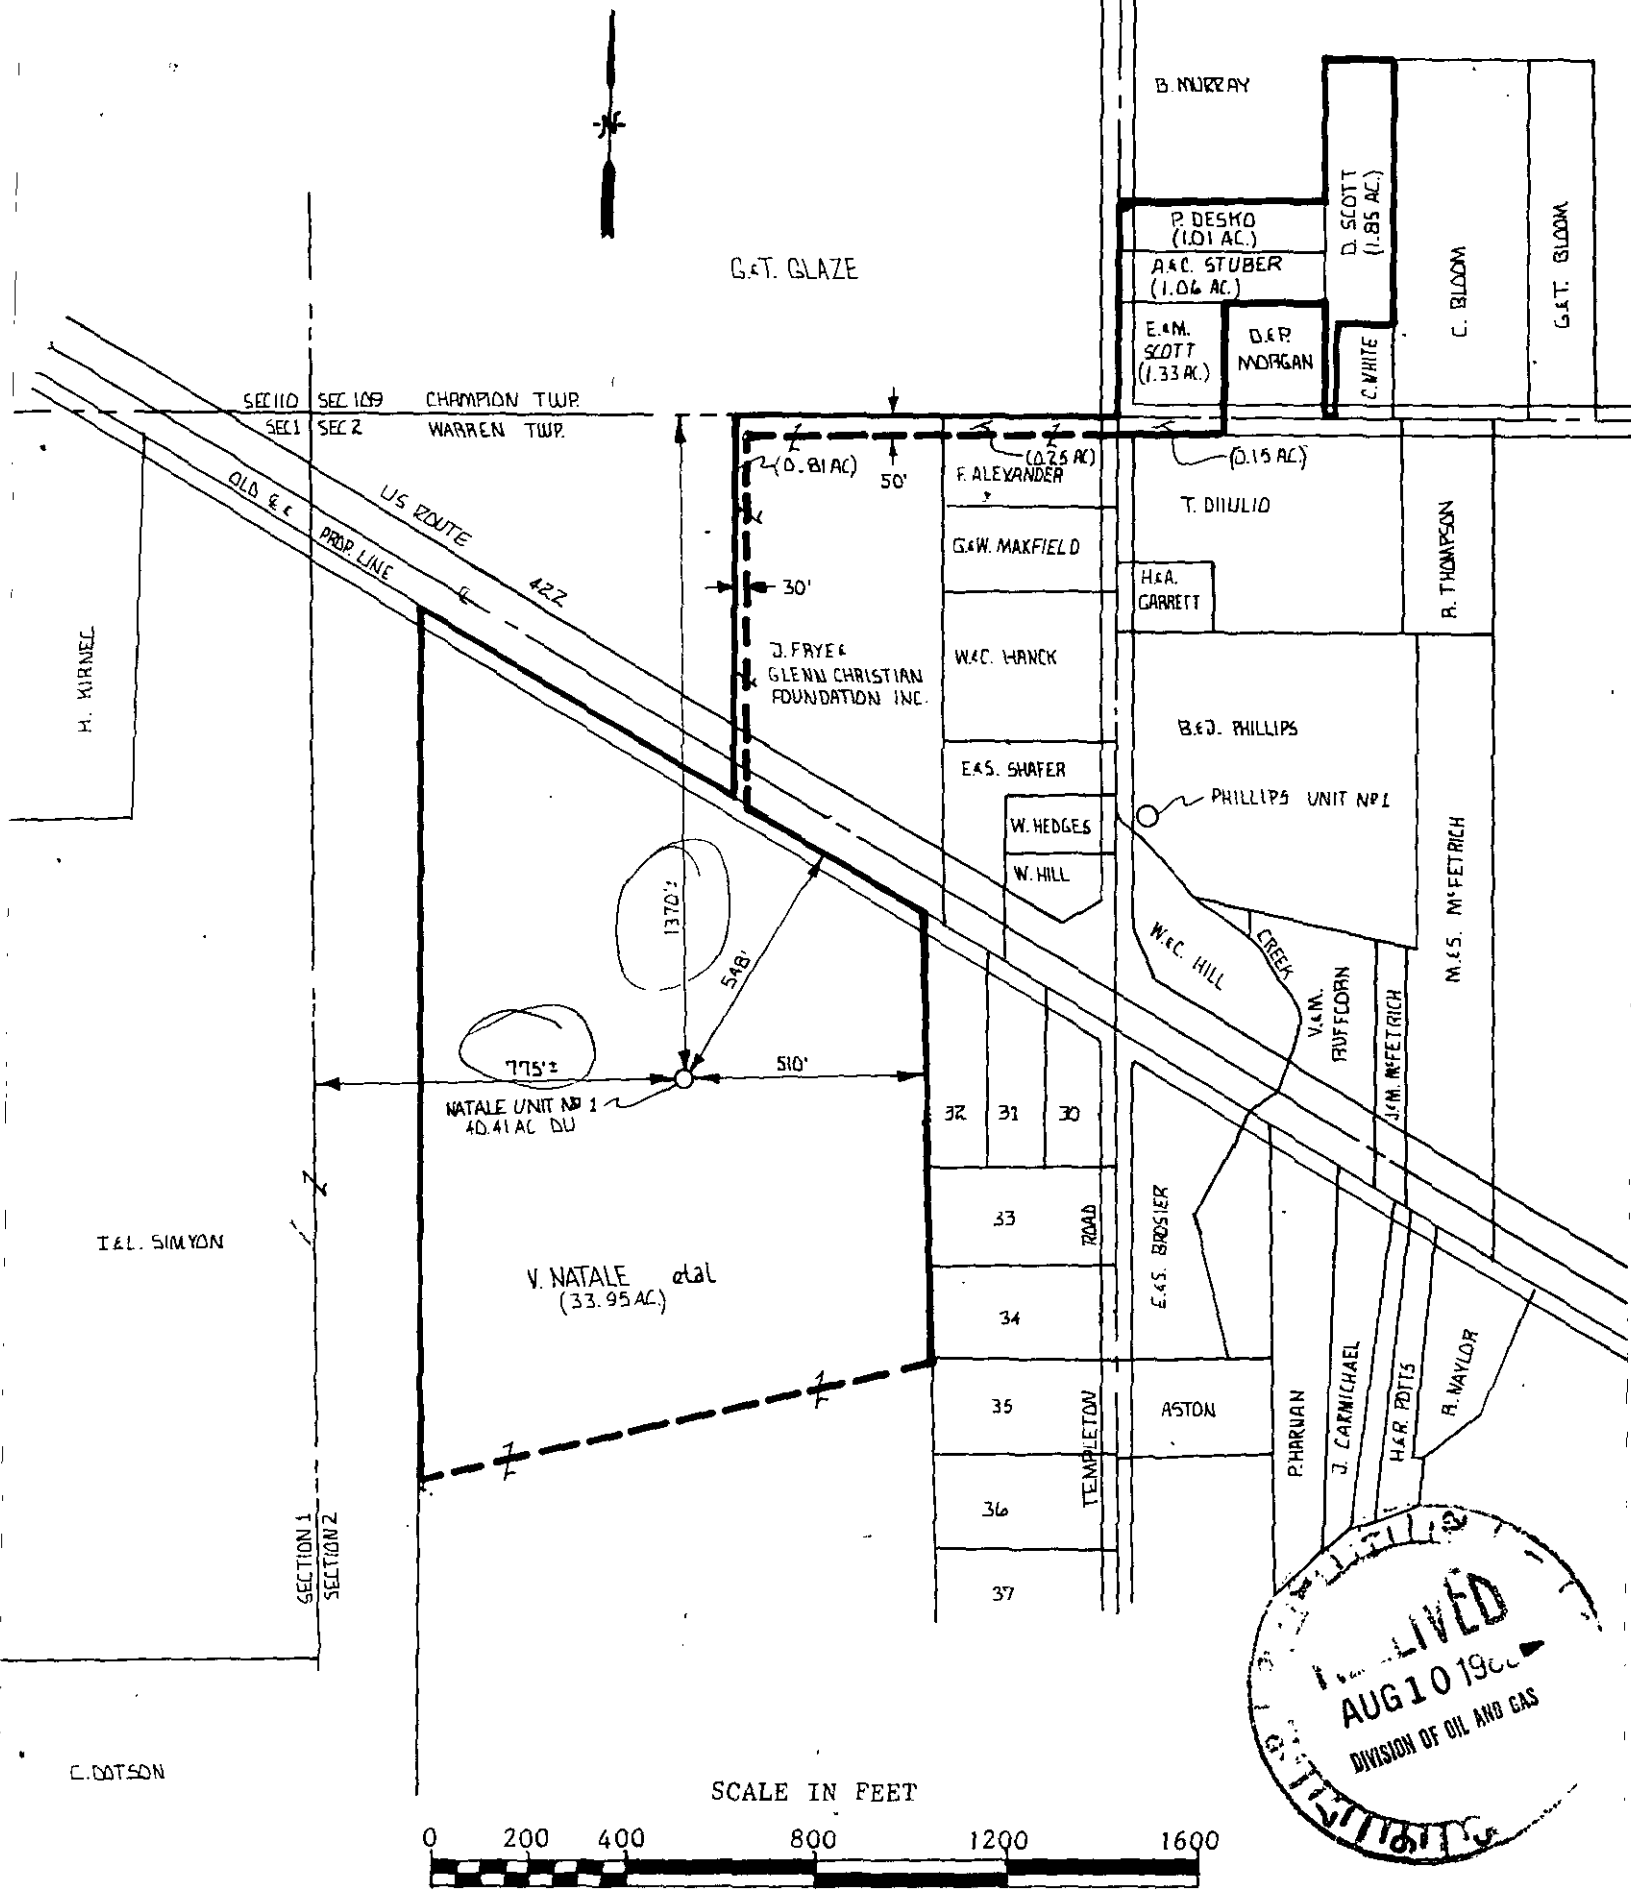 B. MURRAY
N
P. DESKO
(1.01 AC.)
D. SCOTT
(1.85 AC.)
G.&T. GLAZE
A.&C. STUBER
(1.06 AC.)
C. BLOOM
G.&T. BLOOM
E.&M.
SCOTT
(1.33 AC.)
D.&P.
MORGAN
C. WHITE
SEC 110 SEC 109 CHAMPION TWP.
SEC 1 SEC 2 WARREN TWP.
(0.81 AC)
50'
(0.25 AC)
(0.15 AC.)
F. ALEXANDER
OLD ℄ &
PROP. LINE
℄
US ROUTE
422
T. DIIULIO
R. THOMPSON
G.&W. MAXFIELD
30'
H.&A.
GARRETT
H. KIRNEC
J. FRYE &
GLENN CHRISTIAN
FOUNDATION INC.
W.&C. HANCK
B.&J. PHILLIPS
E.&S. SHAFER
PHILLIPS UNIT Nº 1
W. HEDGES
W. HILL
M.&S. McFETRICH
1370'±
548'
W.&C. HILL
CREEK
V.&M.
RUFFCORN
J.&M. McFETRICH
775'±
510'
NATALE UNIT Nº 1
40.41 AC DU
32
31
30
I.&L. SIMYON
33
ROAD
E.&S. BROSIER
V. NATALE etal
(33.95 AC.)
34
35
TEMPLETON
ASTON
P. HARNAN
J. CARMICHAEL
H.&R. POTTS
R. NAYLOR
36
SECTION 1
SECTION 2
37
AUG 10
DIVISION OF OIL AND GAS
C. DOTSON
SCALE IN FEET
0 200 400 800 1200 1600